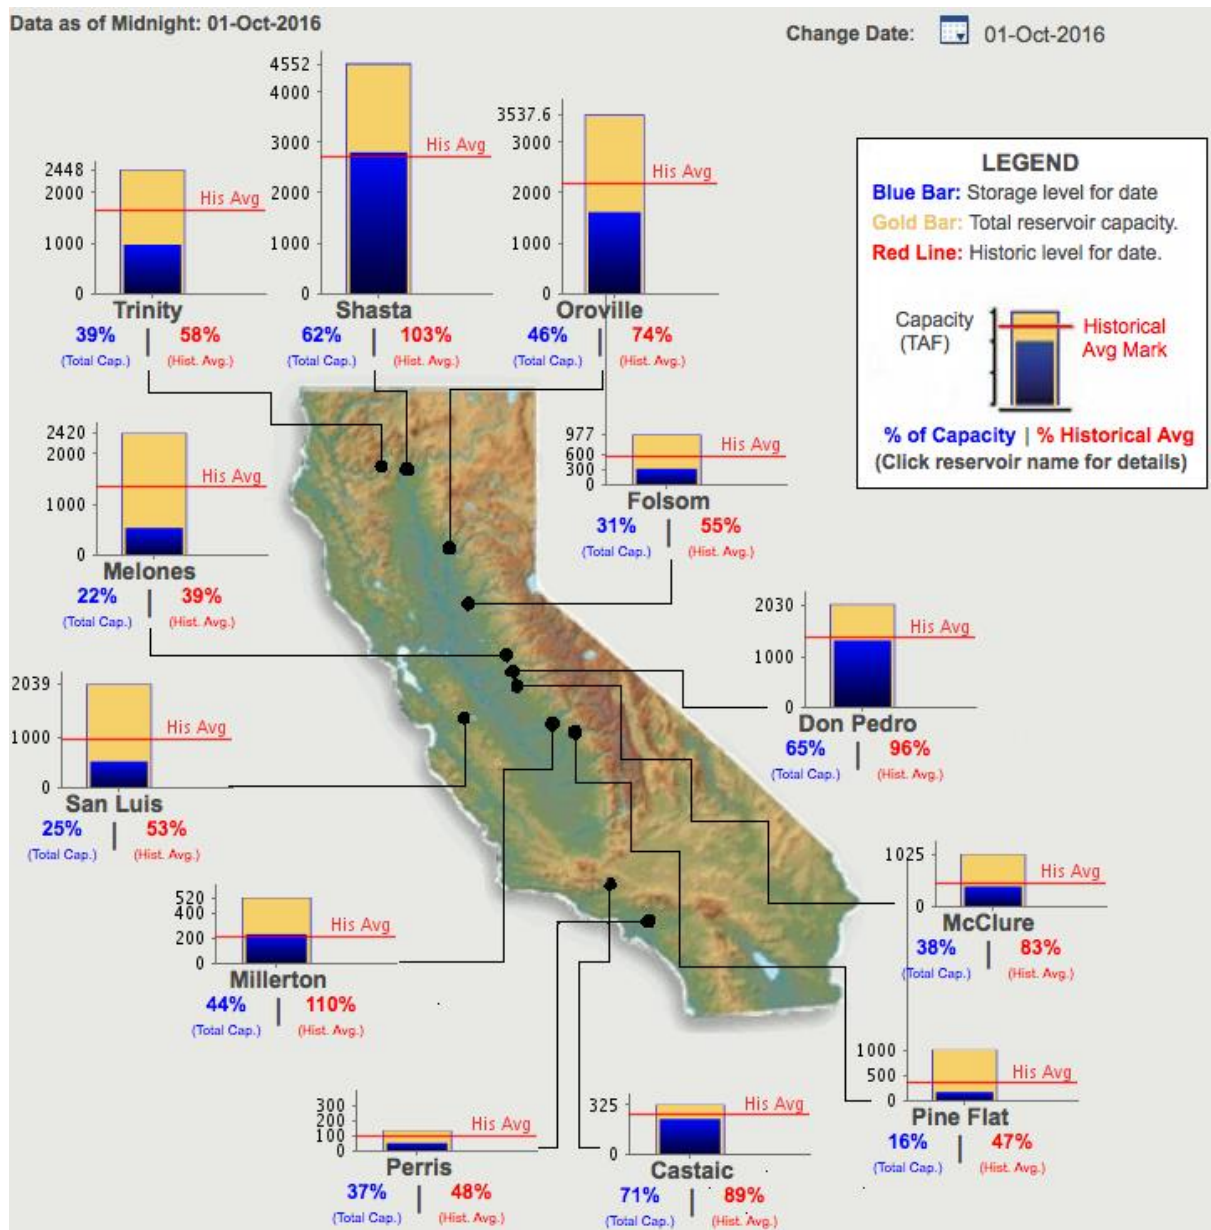 Data as of Midnight: 01-Oct-2016
Change Date: 01-Oct-2016
4552
4000
3000
2000
1000
0
His Avg
Shasta
62% | 103%
(Total Cap.) (Hist. Avg.)
3537.6
3000
2000
1000
0
His Avg
Oroville
46% | 74%
(Total Cap.) (Hist. Avg.)
2448
2000
1000
0
His Avg
Trinity
39% | 58%
(Total Cap.) (Hist. Avg.)
LEGEND
Blue Bar: Storage level for date
Gold Bar: Total reservoir capacity.
Red Line: Historic level for date.
Capacity
(TAF)
Historical
Avg Mark
% of Capacity | % Historical Avg
(Click reservoir name for details)
2420
2000
1000
0
His Avg
Melones
22% | 39%
(Total Cap.) (Hist. Avg.)
977
600
300
0
His Avg
Folsom
31% | 55%
(Total Cap.) (Hist. Avg.)
2030
1000
0
His Avg
Don Pedro
65% | 96%
(Total Cap.) (Hist. Avg.)
2039
1000
0
His Avg
San Luis
25% | 53%
(Total Cap.) (Hist. Avg.)
1025
0
His Avg
McClure
38% | 83%
(Total Cap.) (Hist. Avg.)
520
400
200
0
His Avg
Millerton
44% | 110%
(Total Cap.) (Hist. Avg.)
1000
500
0
His Avg
Pine Flat
16% | 47%
(Total Cap.) (Hist. Avg.)
300
200
100
0
His Avg
Perris
37% | 48%
(Total Cap.) (Hist. Avg.)
325
0
His Avg
Castaic
71% | 89%
(Total Cap.) (Hist. Avg.)